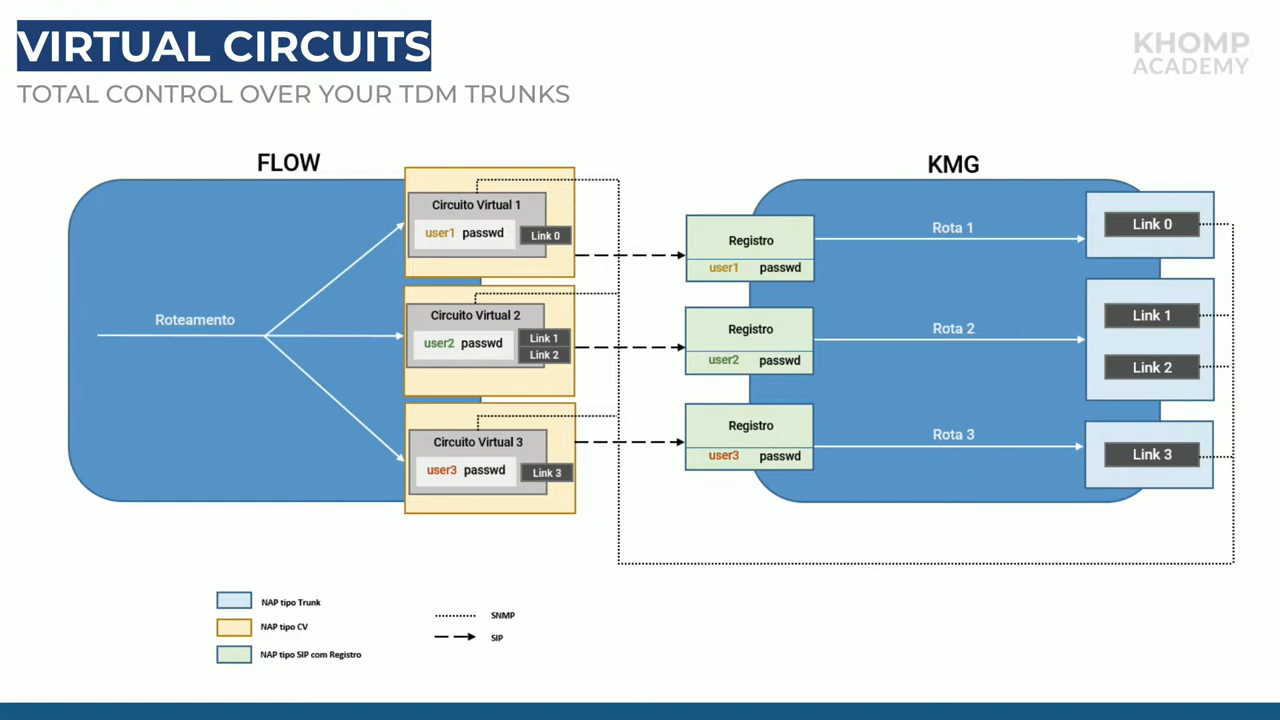 VIRTUAL CIRCUITS
TOTAL CONTROL OVER YOUR TDM TRUNKS
KHOMP
ACADEMY
FLOW
Roteamento
Circuito Virtual 1
user1 passwd
Link 0
Circuito Virtual 2
user2 passwd
Link 1
Link 2
Circuito Virtual 3
user3 passwd
Link 3
KMG
Registro
user1 passwd
Rota 1
Link 0
Registro
user2 passwd
Rota 2
Link 1
Link 2
Registro
user3 passwd
Rota 3
Link 3
NAP tipo Trunk
NAP tipo CV
NAP tipo SIP com Registro
SNMP
SIP